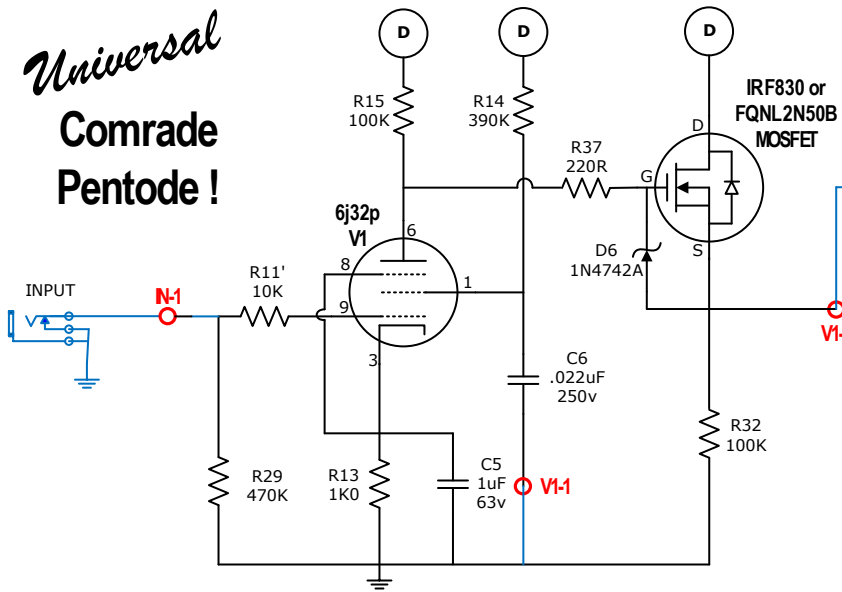 Universal
Comrade
Pentode !
D
D
D
R15
100K
R14
390K
IRF830 or
FQNL2N50B
MOSFET
R37
220R
D
G
S
6j32p
V1
6
8
1
9
3
D6
1N4742A
INPUT
IN-1
R11'
10K
V1-
C6
.022uF
250v
R32
100K
R29
470K
R13
1K0
C5
1uF
63v
V1-1